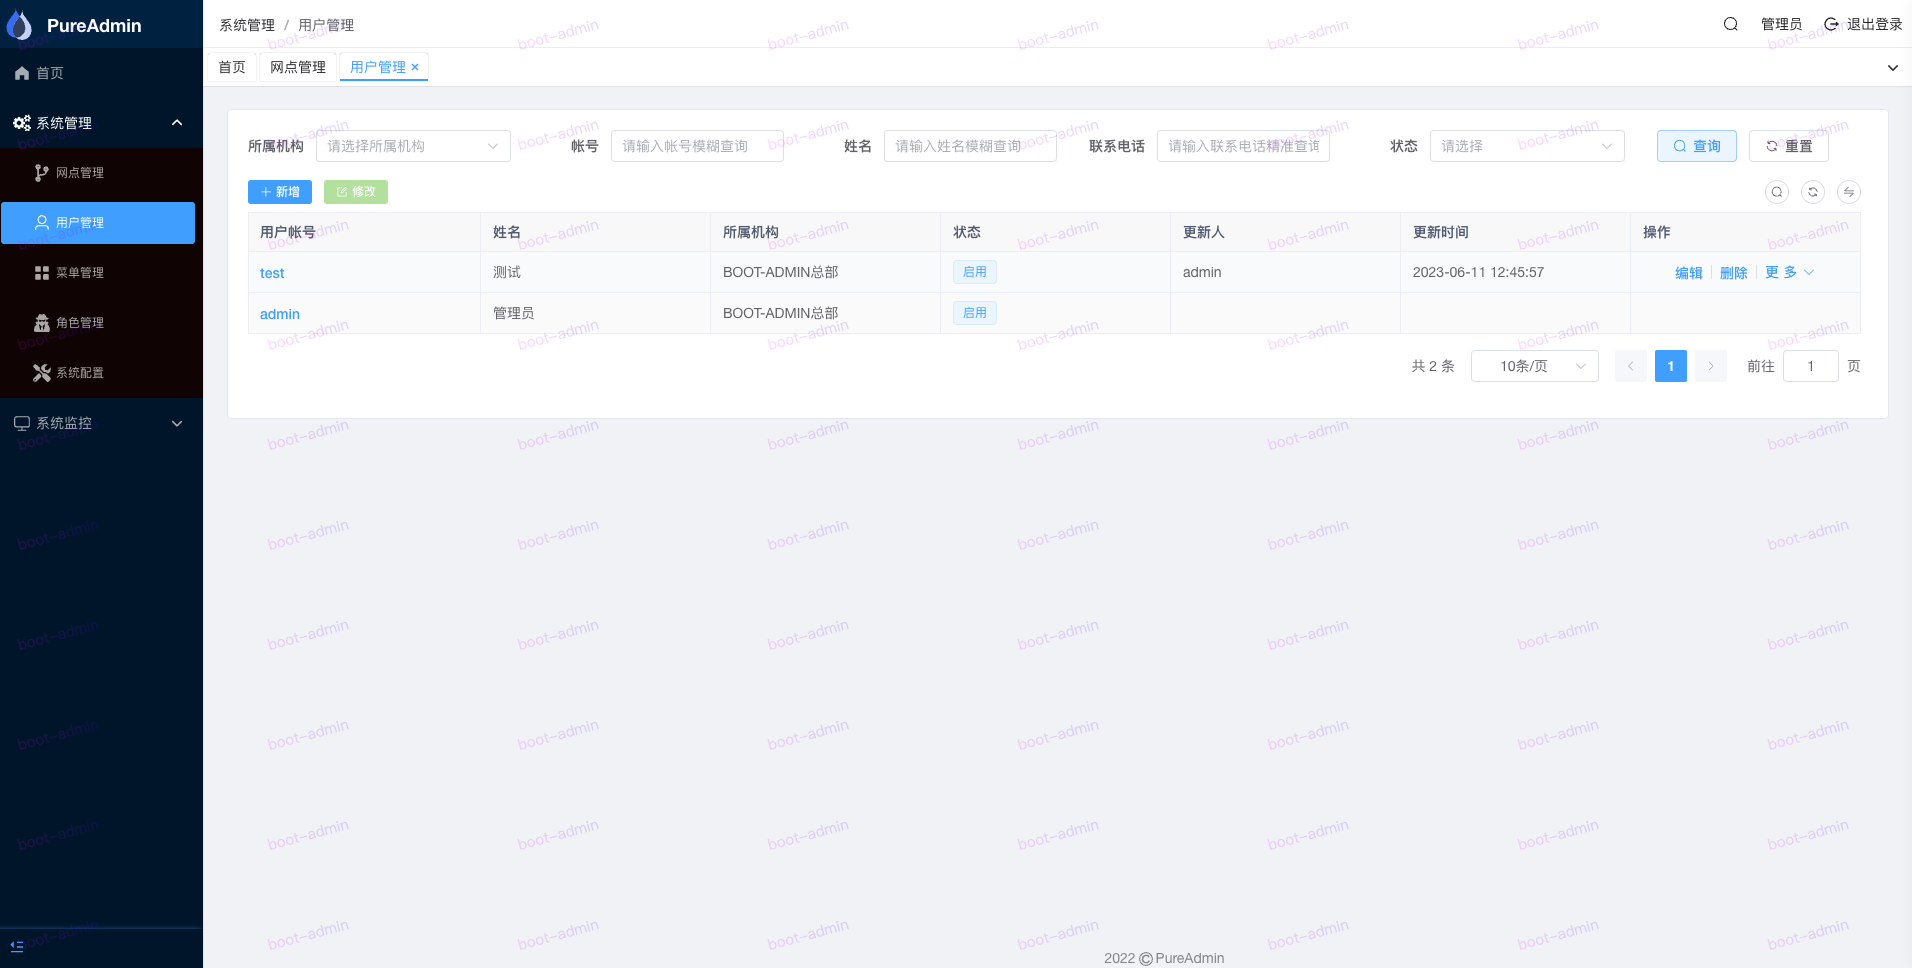 PureAdmin
首页
系统管理
网点管理
用户管理
菜单管理
角色管理
系统配置
系统监控
系统管理 / 用户管理
管理员 退出登录
首页 网点管理 用户管理 ×
所属机构 请选择所属机构 帐号 请输入帐号模糊查询 姓名 请输入姓名模糊查询 联系电话 请输入联系电话精准查询 状态 请选择 查询 重置
新增 修改
用户帐号 姓名 所属机构 状态 更新人 更新时间 操作
test 测试 BOOT-ADMIN总部 启用 admin 2023-06-11 12:45:57 编辑 删除 更多
admin 管理员 BOOT-ADMIN总部 启用
共 2 条 10条/页 1 前往 1 页
2022 © PureAdmin
boot-admin